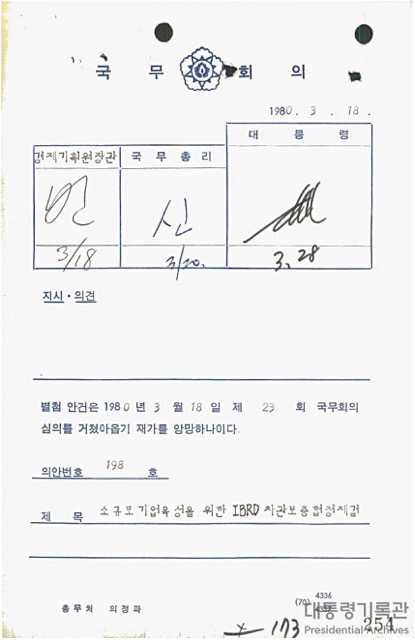 국 무 회 의
1980. 3. 18.
대 통 령
경제기획원장관 국 무 총 리
신
3/18 3/20. 3. 28
지시·의견
별첨 안건은 1980 년 3 월 18 일 제 23 회 국무회의
심의를 거쳤아옵기 재가를 앙망하나이다.
의안번호 198 호
제 목 소규모기업육성을 위한 IBRD 차관보증협정체결
총무처 의정과
(70) 4336
173 254
대통령기록관
Presidential Archives